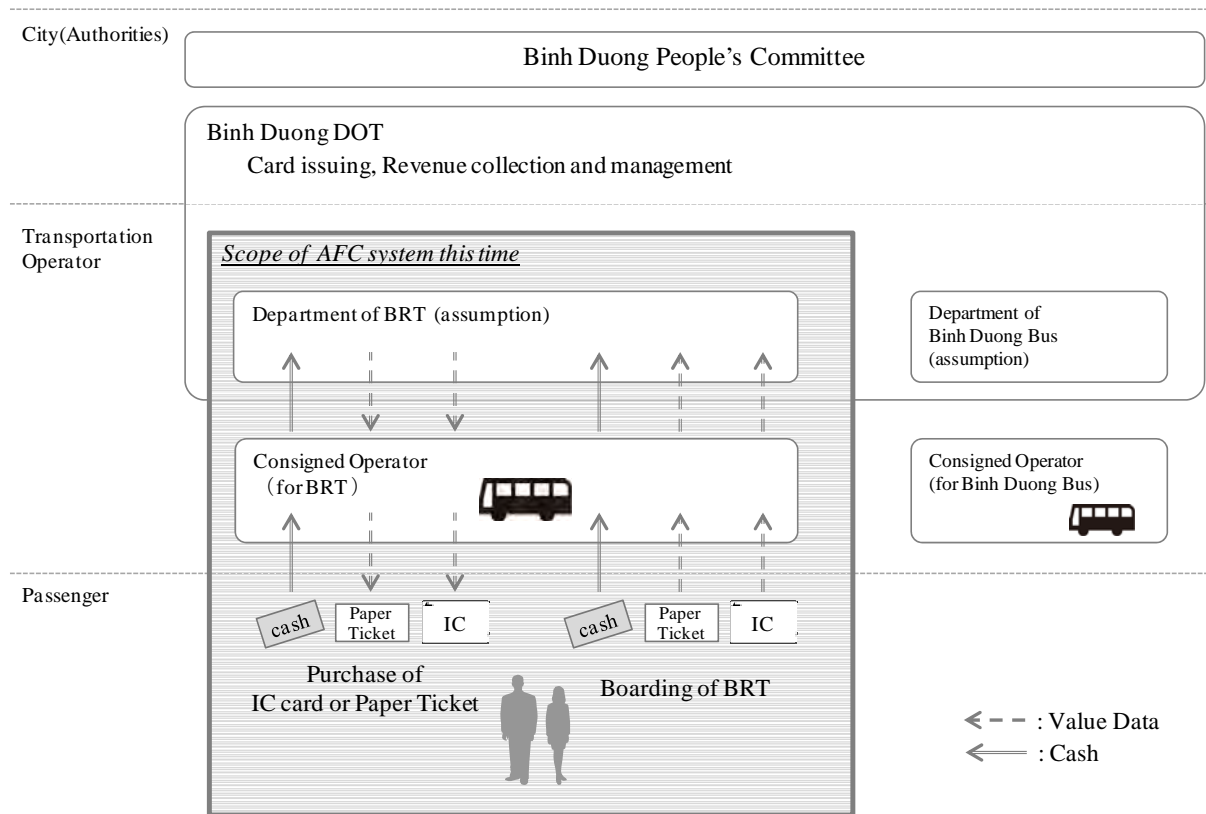 City(Authorities)
Binh Duong People's Committee
Binh Duong DOT
Card issuing, Revenue collection and management
Transportation
Operator
Scope of AFC system this time
Department of BRT (assumption)
Department of
Binh Duong Bus
(assumption)
Consigned Operator
（for BRT）
Consigned Operator
(for Binh Duong Bus)
Passenger
cash
Paper
Ticket
IC
cash
Paper
Ticket
IC
Purchase of
IC card or Paper Ticket
Boarding of BRT
: Value Data
: Cash